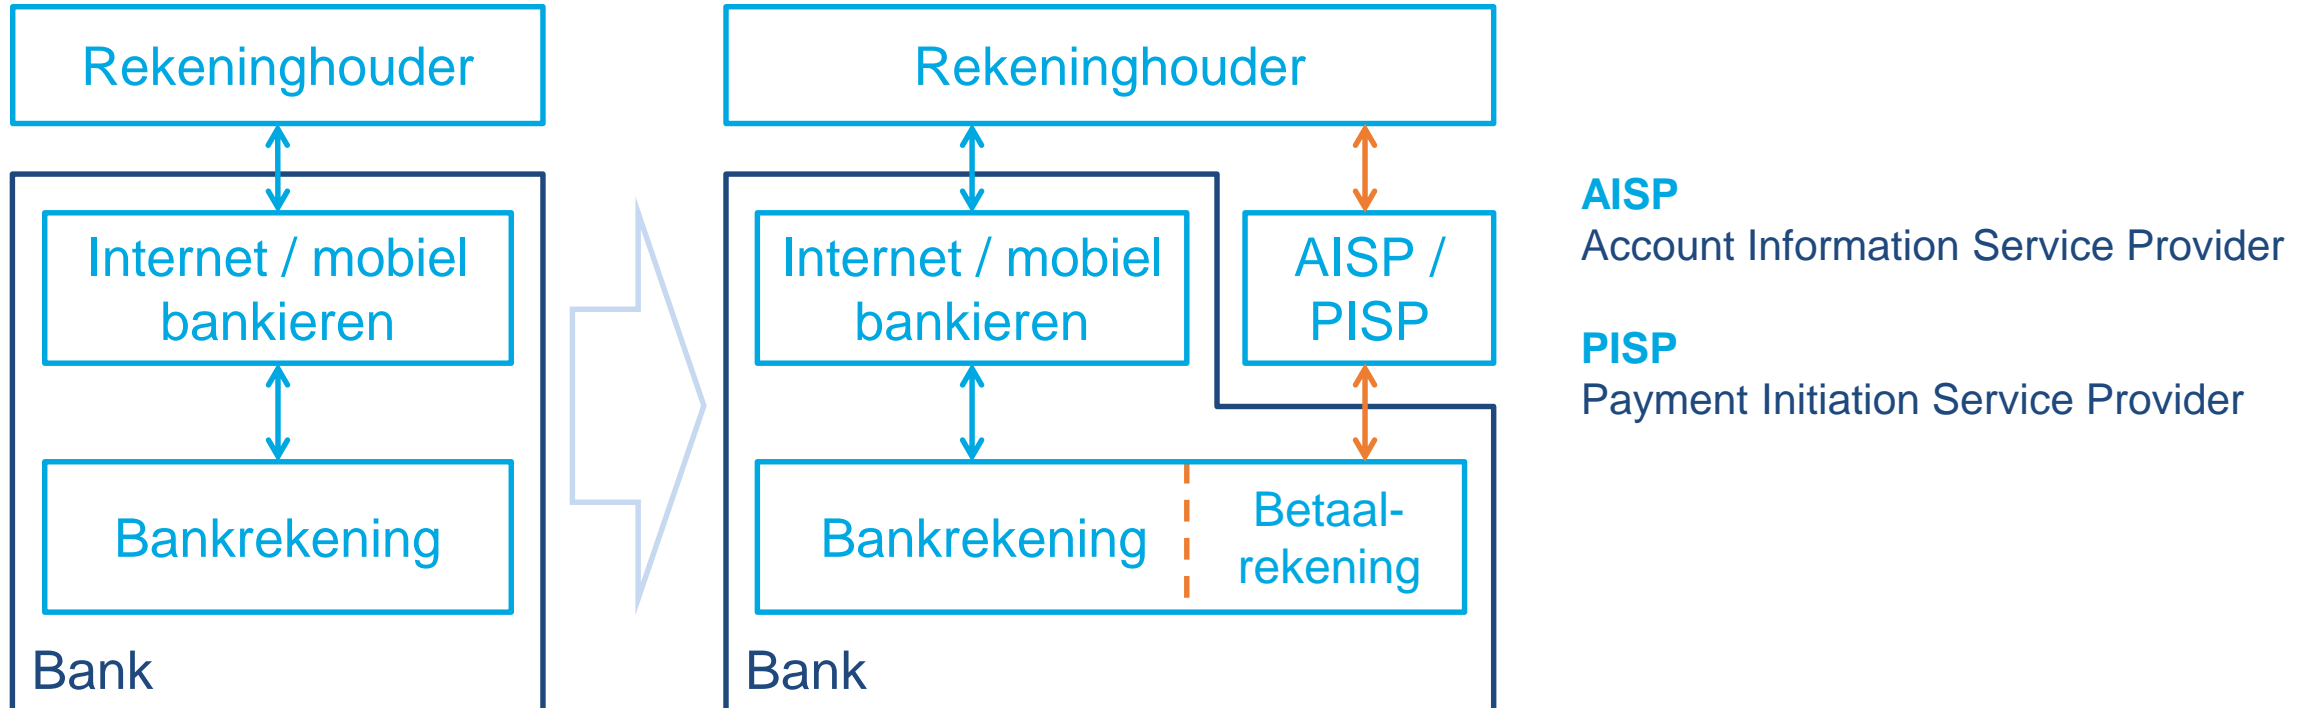 Rekeninghouder
Internet / mobiel
bankieren
Bankrekening
Bank
Rekeninghouder
Internet / mobiel
bankieren
AISP /
PISP
Bankrekening
Betaal-
rekening
Bank
AISP
Account Information Service Provider
PISP
Payment Initiation Service Provider